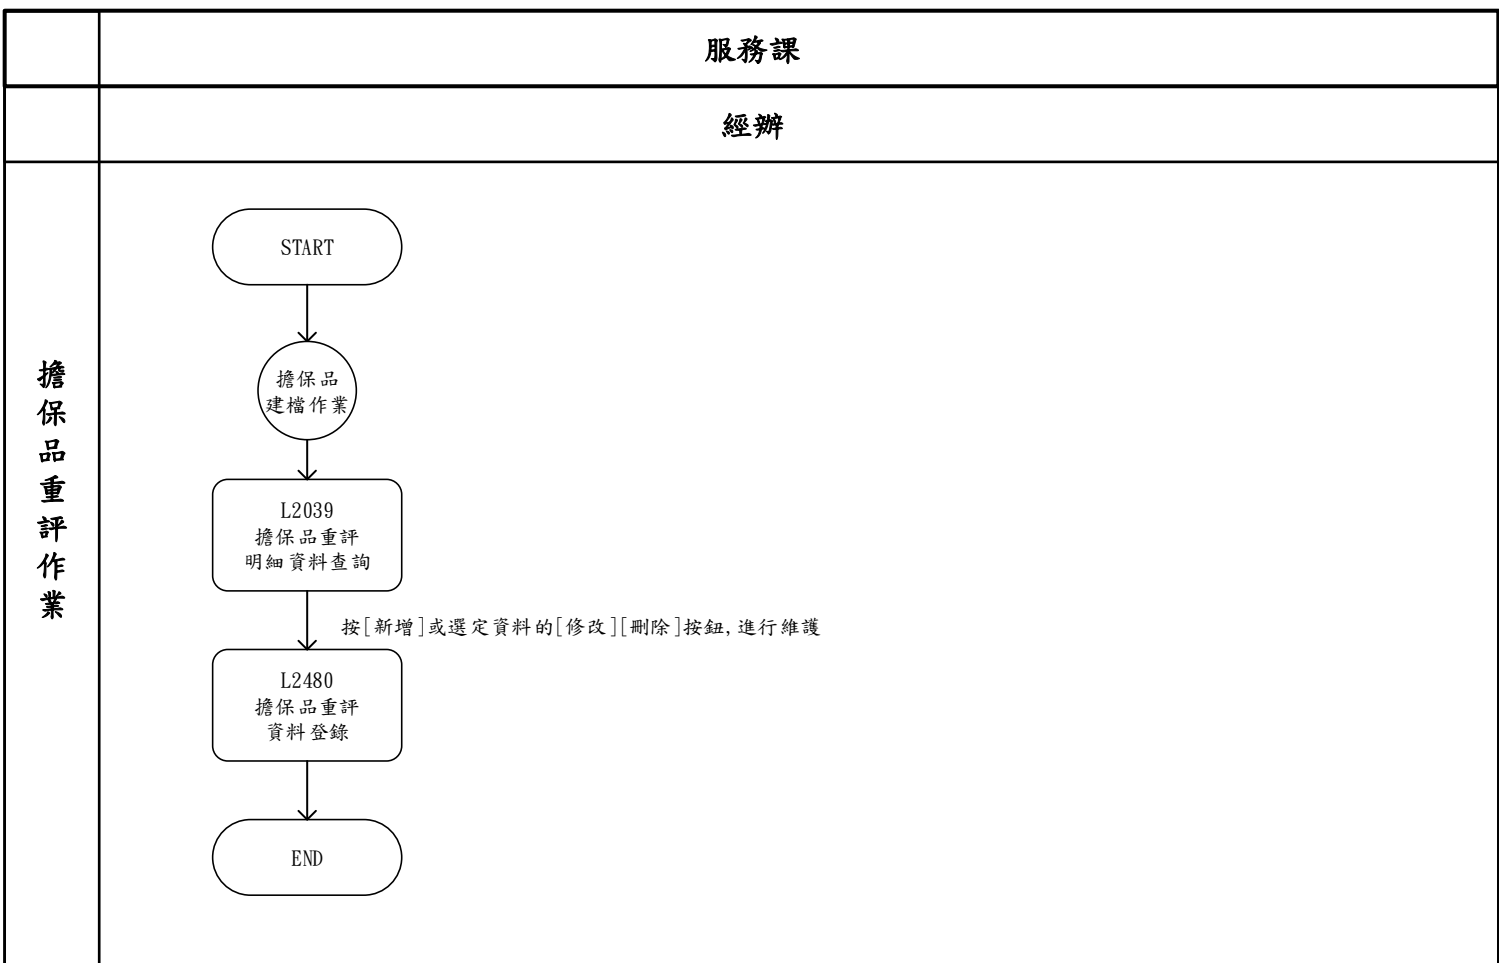 服務課
經辦
擔保品重評作業
START
擔保品
建檔作業
L2039
擔保品重評
明細資料查詢
按[新增]或選定資料的[修改][刪除]按鈕,進行維護
L2480
擔保品重評
資料登錄
END